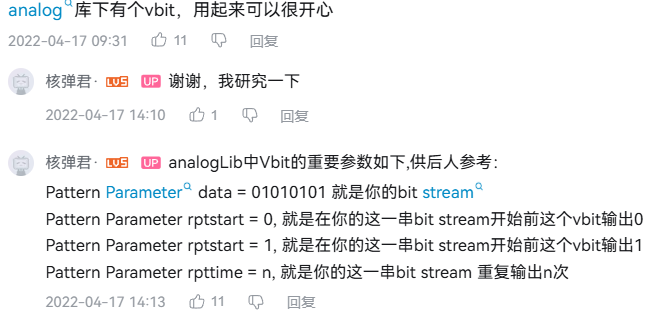 analog库下有个vbit，用起来可以很开心
2022-04-17 09:31 11 回复
核弹君· LV5 UP 谢谢，我研究一下
2022-04-17 14:10 1 回复
核弹君· LV5 UP analogLib中Vbit的重要参数如下,供后人参考:
Pattern Parameter data = 01010101 就是你的bit stream
Pattern Parameter rptstart = 0, 就是在你的这一串bit stream开始前这个vbit输出0
Pattern Parameter rptstart = 1, 就是在你的这一串bit stream开始前这个vbit输出1
Pattern Parameter rpttime = n, 就是你的这一串bit stream 重复输出n次
2022-04-17 14:13 11 回复